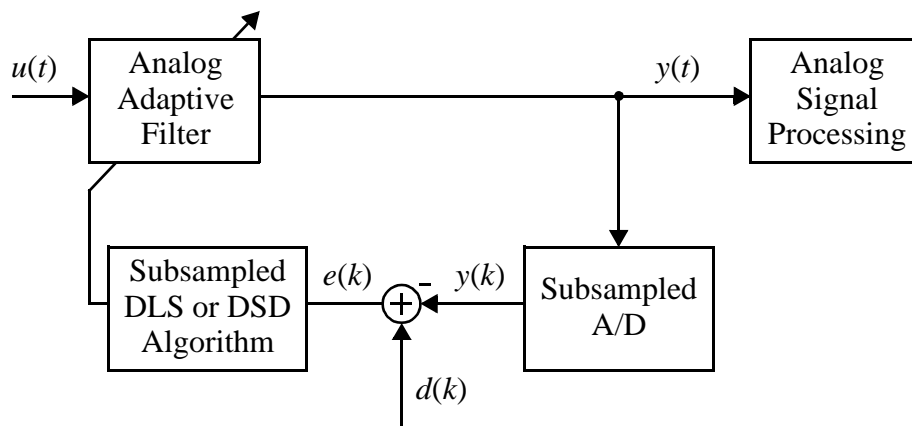 u(t)
Analog
Adaptive
Filter
y(t)
Analog
Signal
Processing
Subsampled
DLS or DSD
Algorithm
e(k)
+
-
y(k)
Subsampled
A/D
d(k)